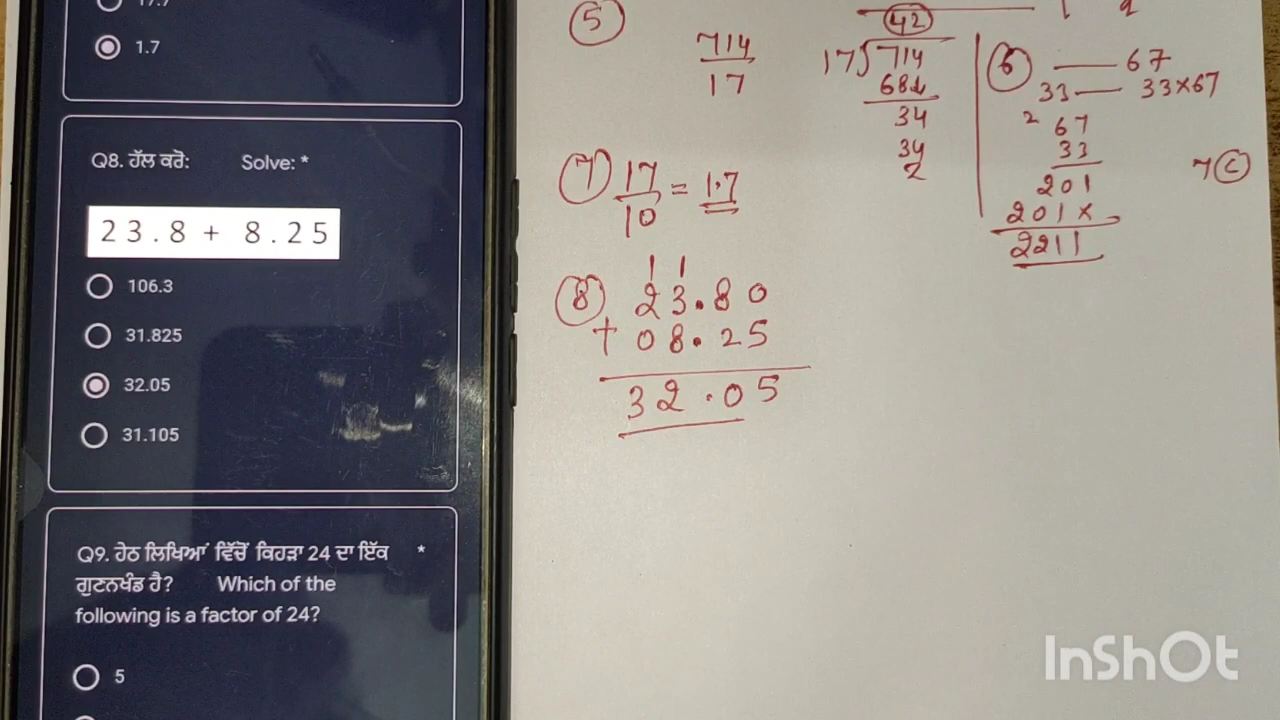 1.7
Q8. ਹੱਲ ਕਰੋ: Solve: *
23.8 + 8.25
106.3
31.825
32.05
31.105
Q9. ਹੇਠ ਲਿਖਿਆਂ ਵਿੱਚੋਂ ਕਿਹੜਾ 24 ਦਾ ਇੱਕ *
ਗੁਣਨਖੰਡ ਹੈ? Which of the
following is a factor of 24?
5
5
714
17
42
17)714
68↓
34
34
7 17/10 = 1.7
8 23.80
+ 08.25
32.05
6 —— 67
33 —— 33×67
2 67
33
201
201×
2211
7 C
InShOt